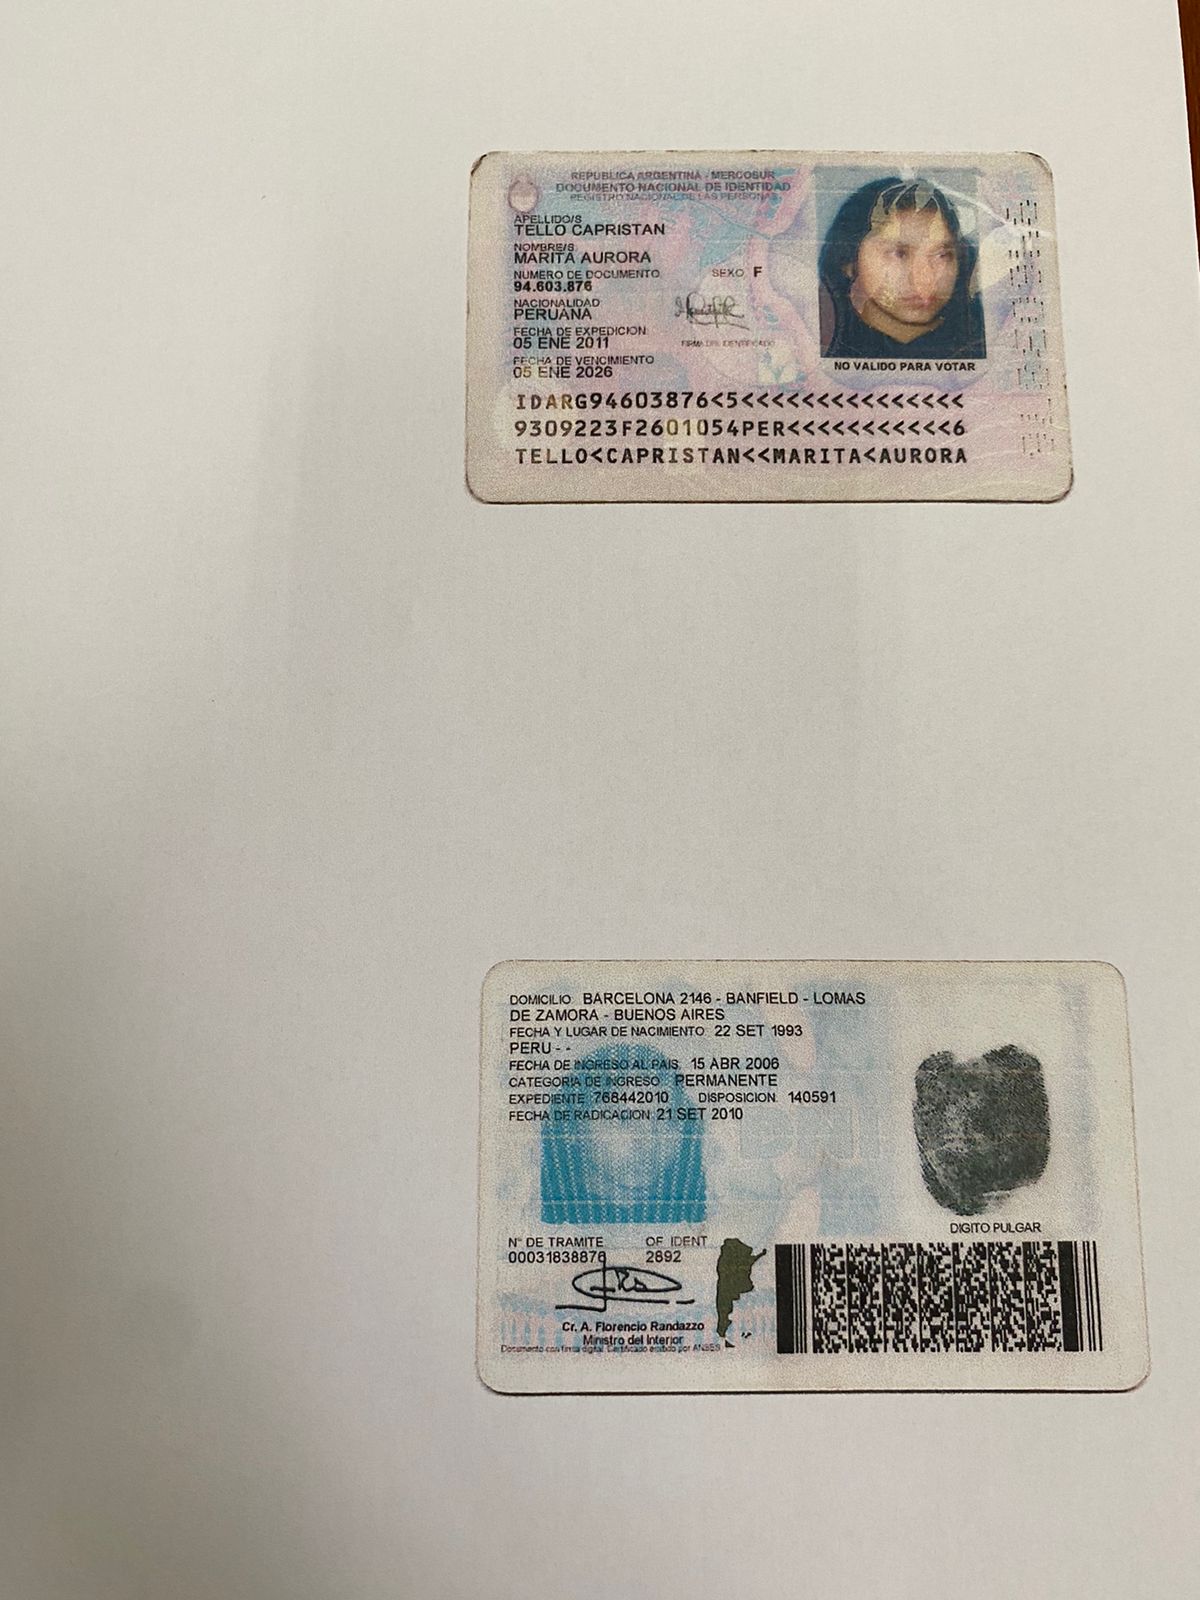 REPUBLICA ARGENTINA - MERCOSUR
DOCUMENTO NACIONAL DE IDENTIDAD
REGISTRO NACIONAL DE LAS PERSONAS
APELLIDO/S
TELLO CAPRISTAN
NOMBRE/S
MARITA AURORA
NUMERO DE DOCUMENTO SEXO F
94.603.876
NACIONALIDAD
PERUANA
FECHA DE EXPEDICION
05 ENE 2011
FIRMA DEL IDENTIFICADO
FECHA DE VENCIMIENTO
05 ENE 2026
NO VALIDO PARA VOTAR
IDARG94603876<5<<<<<<<<<<<<<<<
9309223F2601054PER<<<<<<<<<<<6
TELLO<CAPRISTAN<<MARITA<AURORA
DOMICILIO: BARCELONA 2146 - BANFIELD - LOMAS
DE ZAMORA - BUENOS AIRES
FECHA Y LUGAR DE NACIMIENTO: 22 SET 1993
PERU - -
FECHA DE INGRESO AL PAIS: 15 ABR 2006
CATEGORIA DE INGRESO: PERMANENTE
EXPEDIENTE: 768442010 DISPOSICION: 140591
FECHA DE RADICACION: 21 SET 2010
DNI
DIGITO PULGAR
N° DE TRAMITE OF IDENT
00031838876 2892
Cr. A. Florencio Randazzo
Ministro del Interior
Documento con firma digital. Certificado emitido por ANSES